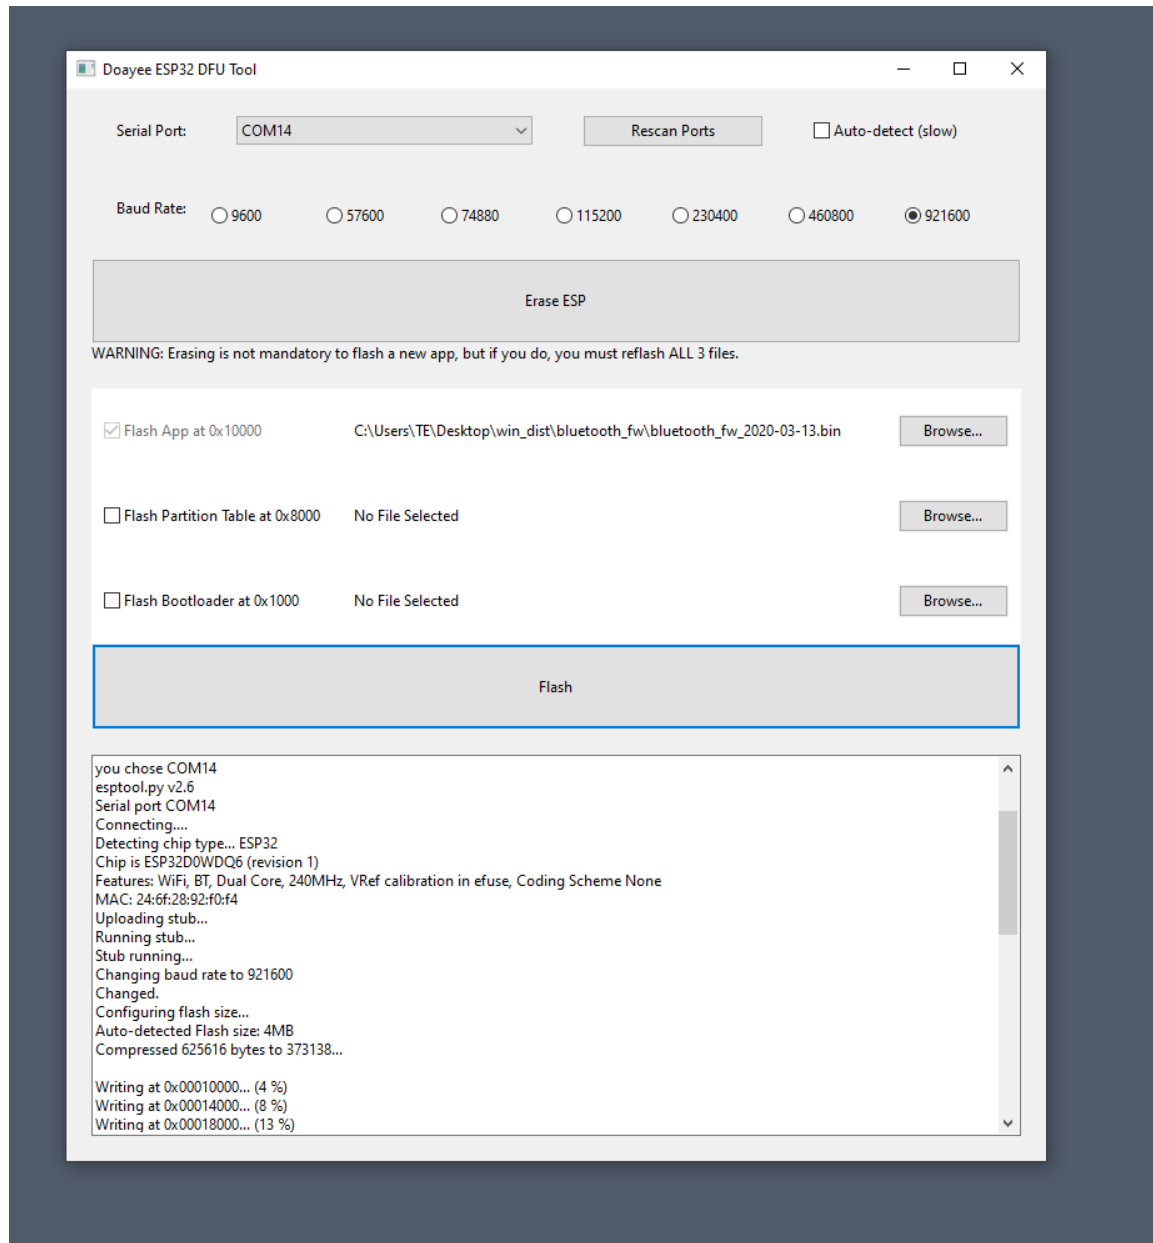 Doayee ESP32 DFU Tool
Serial Port: COM14 Rescan Ports Auto-detect (slow)
Baud Rate: 9600 57600 74880 115200 230400 460800 921600
Erase ESP
WARNING: Erasing is not mandatory to flash a new app, but if you do, you must reflash ALL 3 files.
Flash App at 0x10000 C:\Users\TE\Desktop\win_dist\bluetooth_fw\bluetooth_fw_2020-03-13.bin Browse...
Flash Partition Table at 0x8000 No File Selected Browse...
Flash Bootloader at 0x1000 No File Selected Browse...
Flash
you chose COM14
esptool.py v2.6
Serial port COM14
Connecting....
Detecting chip type... ESP32
Chip is ESP32D0WDQ6 (revision 1)
Features: WiFi, BT, Dual Core, 240MHz, VRef calibration in efuse, Coding Scheme None
MAC: 24:6f:28:92:f0:f4
Uploading stub...
Running stub...
Stub running...
Changing baud rate to 921600
Changed.
Configuring flash size...
Auto-detected Flash size: 4MB
Compressed 625616 bytes to 373138...
Writing at 0x00010000... (4 %)
Writing at 0x00014000... (8 %)
Writing at 0x00018000... (13 %)